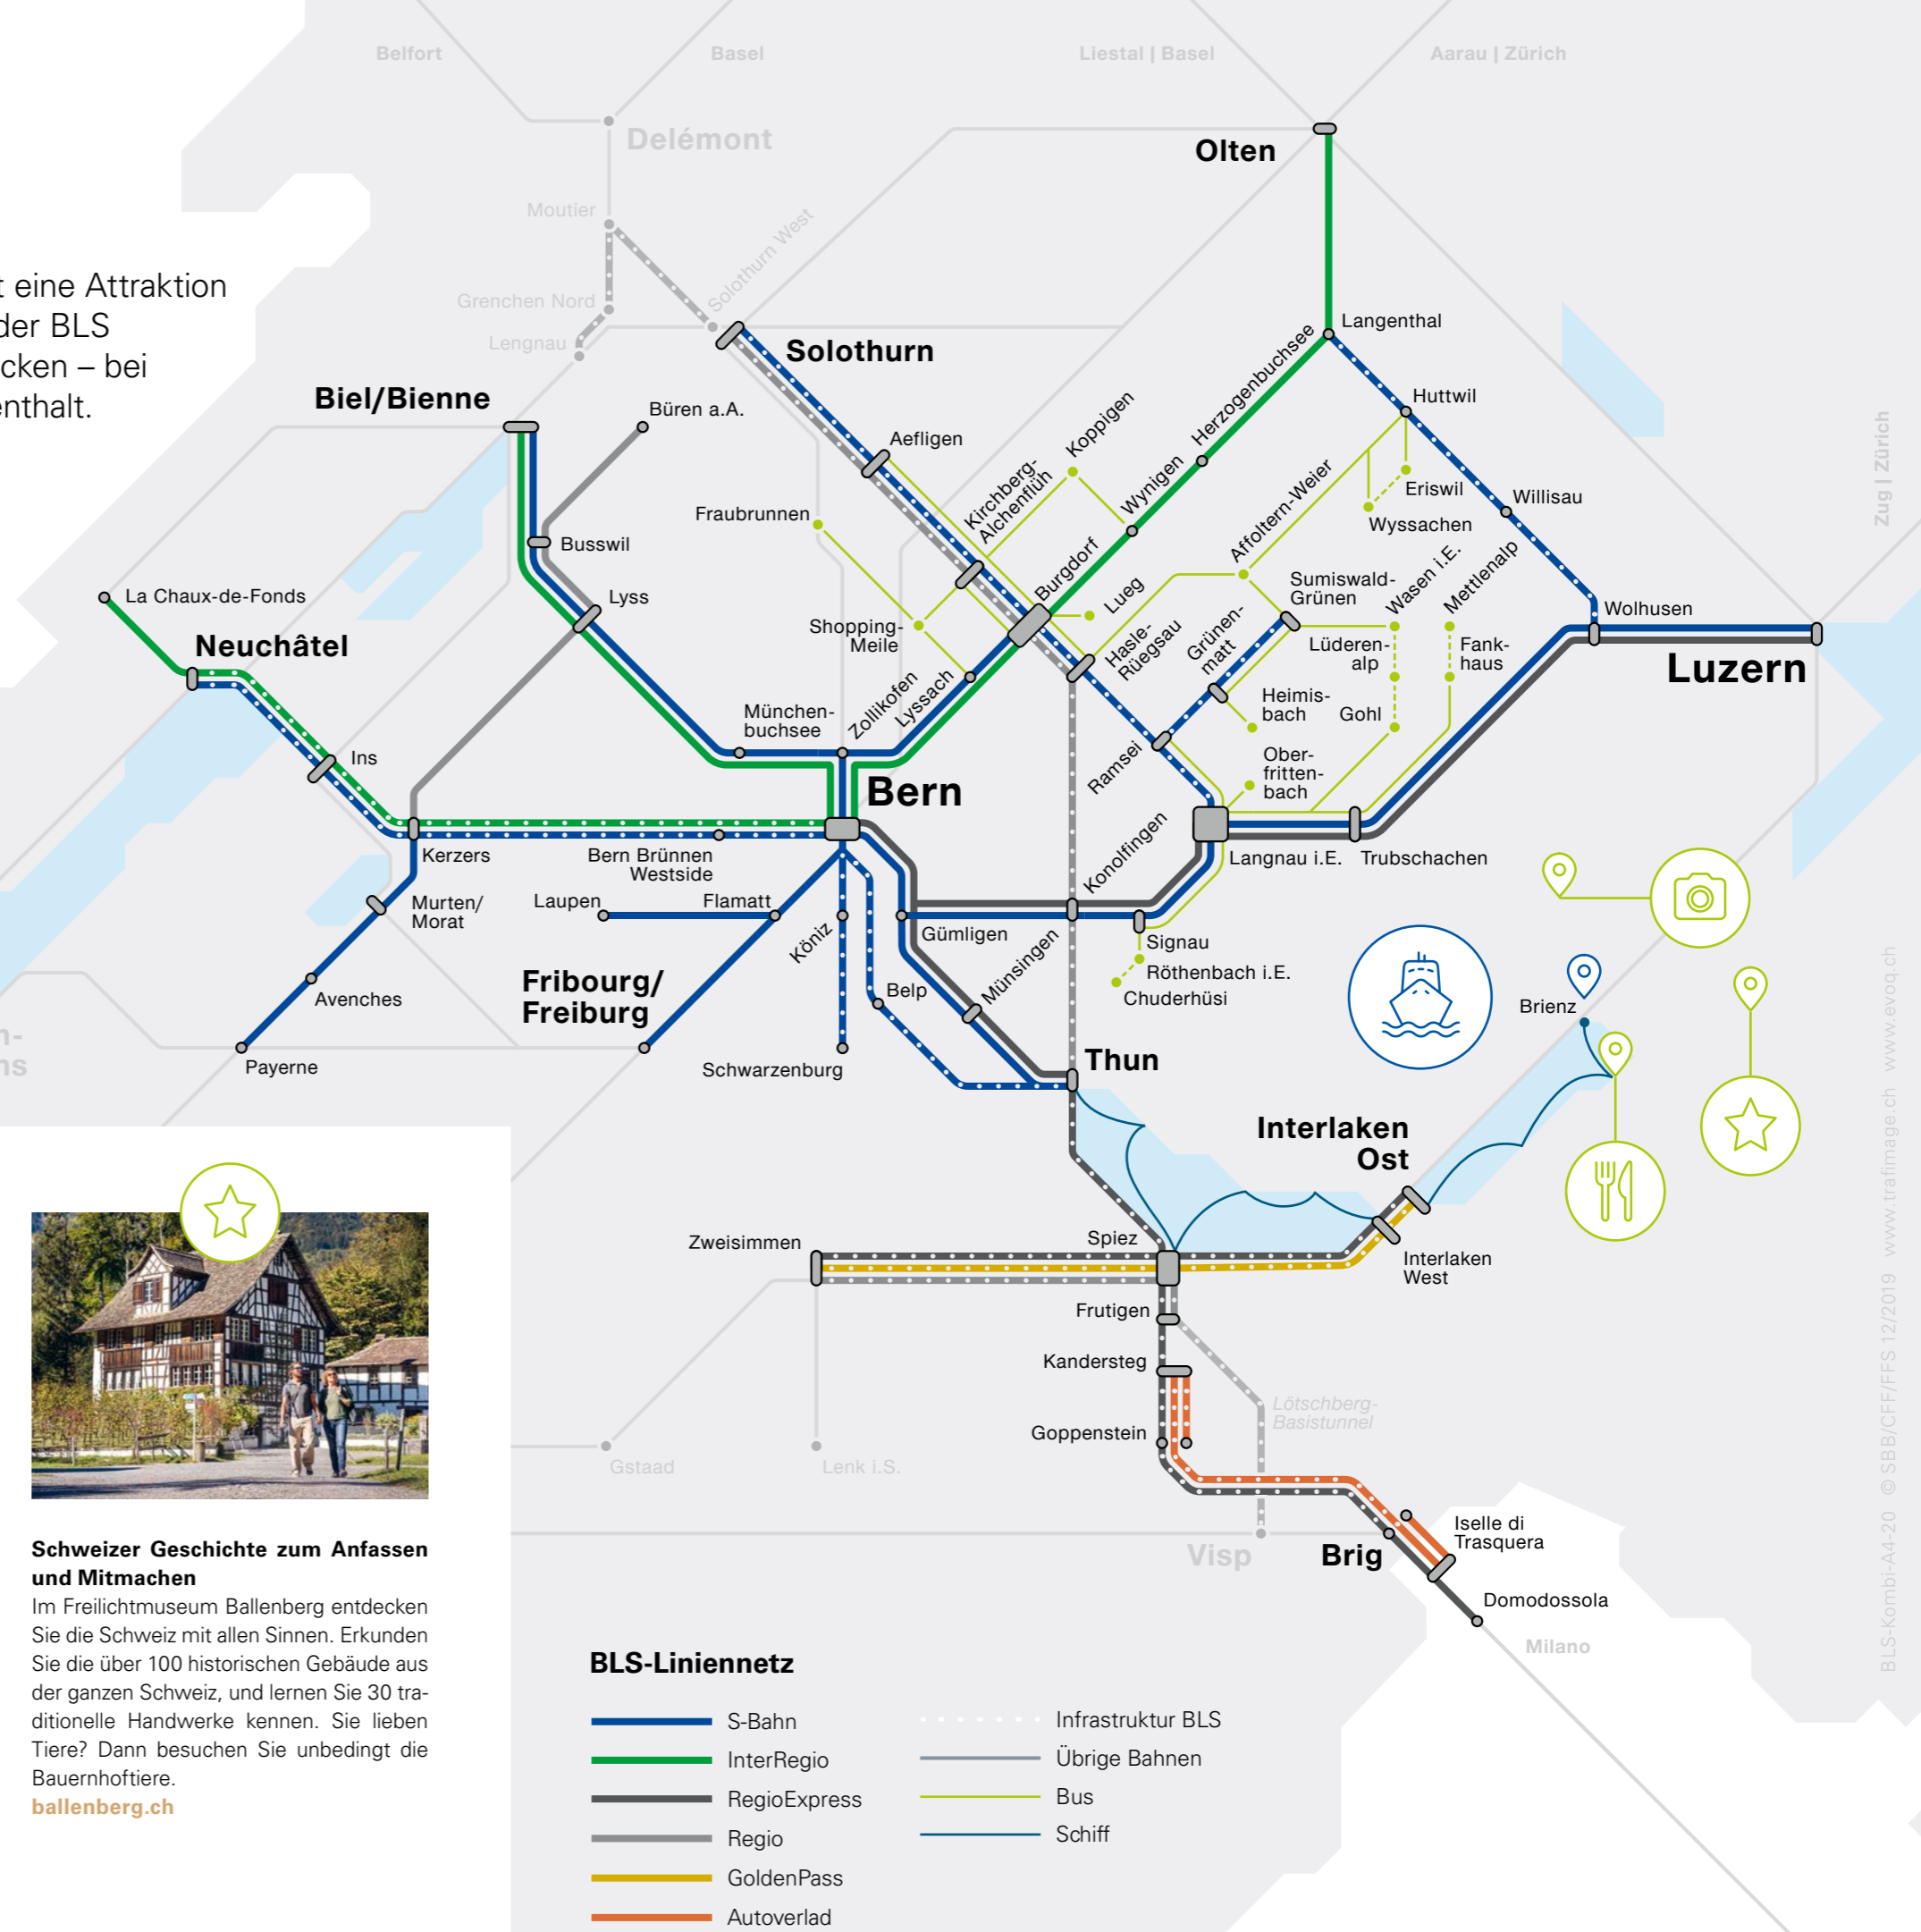 Belfort
Basel
Liestal | Basel
Aarau | Zürich
Delémont
Olten
Moutier
Solothurn West
t eine Attraktion
der BLS
cken – bei
enthalt.
Grenchen Nord
Lengnau
Solothurn
Langenthal
Herzogenbuchsee
Biel/Bienne
Büren a.A.
Huttwil
Koppigen
Aefligen
Zug | Zürich
Kirchberg-
Alchenflüh
Wynigen
Affoltern-Weier
Eriswil
Willisau
Fraubrunnen
Wyssachen
Busswil
Burgdorf
Lueg
Sumiswald-
Grünen
Wasen i.E.
Mettlenalp
La Chaux-de-Fonds
Lyss
Wolhusen
Neuchâtel
Shopping-
Meile
Hasle-
Rüegsau
Grünen-
matt
Lüderen-
alp
Fank-
haus
Luzern
Zollikofen
Lyssach
München-
buchsee
Heimis-
bach
Gohl
Ins
Ramsei
Ober-
fritten-
bach
Bern
Kerzers
Bern Brünnen
Westside
Konolfingen
Langnau i.E.
Trubschachen
Murten/
Morat
Laupen
Flamatt
Köniz
Gümligen
Signau
Röthenbach i.E.
Chuderhüsi
Münsingen
Fribourg/
Freiburg
Avenches
Belp
Brienz
n-
ns
Payerne
Schwarzenburg
Thun
Interlaken
Ost
Zweisimmen
Spiez
Interlaken
West
Frutigen
Kandersteg
Lötschberg-
Basistunnel
Goppenstein
Gstaad
Lenk i.S.
Iselle di
Trasquera
Visp
Brig
Domodossola
Milano
Schweizer Geschichte zum Anfassen
und Mitmachen
Im Freilichtmuseum Ballenberg entdecken
Sie die Schweiz mit allen Sinnen. Erkunden
Sie die über 100 historischen Gebäude aus
der ganzen Schweiz, und lernen Sie 30 tra-
ditionelle Handwerke kennen. Sie lieben
Tiere? Dann besuchen Sie unbedingt die
Bauernhoftiere.
ballenberg.ch
BLS-Liniennetz
S-Bahn
InterRegio
RegioExpress
Regio
GoldenPass
Autoverlad
Infrastruktur BLS
Übrige Bahnen
Bus
Schiff
BLS-Kombi-A4-20 © SBB/CFF/FFS 12/2019 www.trafimage.ch www.evoq.ch